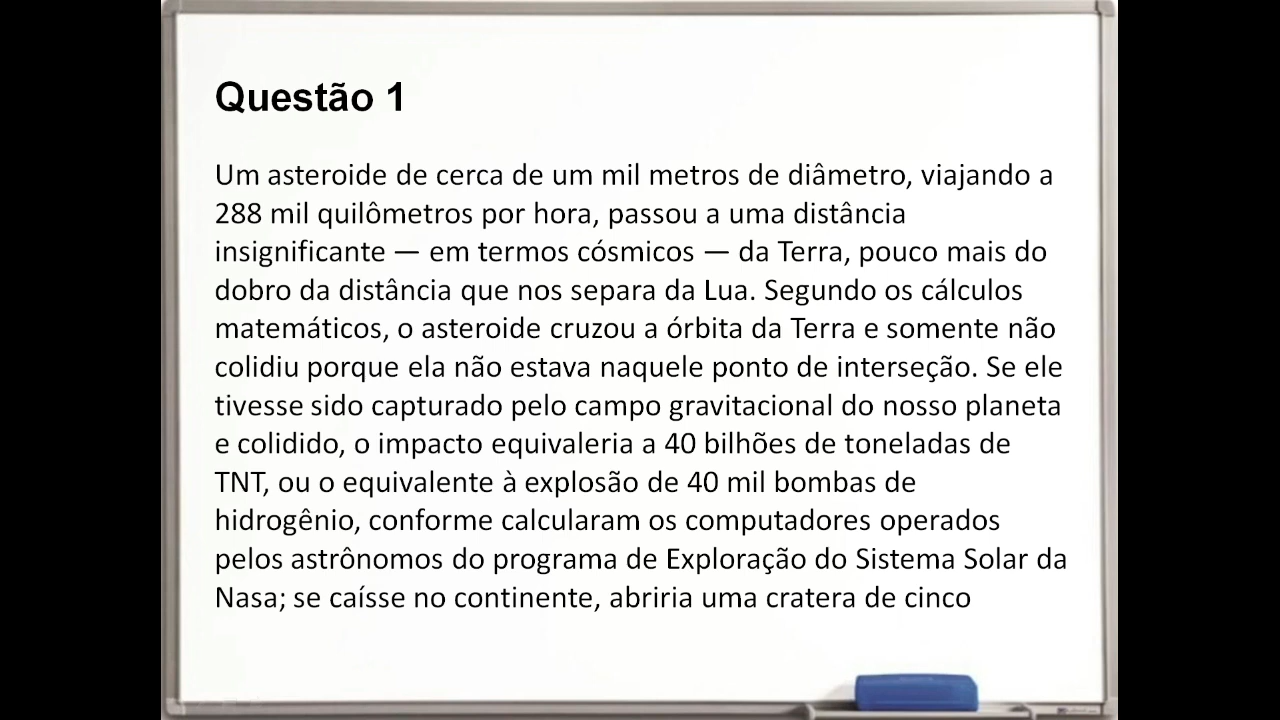 Questão 1
Um asteroide de cerca de um mil metros de diâmetro, viajando a
288 mil quilômetros por hora, passou a uma distância
insignificante — em termos cósmicos — da Terra, pouco mais do
dobro da distância que nos separa da Lua. Segundo os cálculos
matemáticos, o asteroide cruzou a órbita da Terra e somente não
colidiu porque ela não estava naquele ponto de interseção. Se ele
tivesse sido capturado pelo campo gravitacional do nosso planeta
e colidido, o impacto equivaleria a 40 bilhões de toneladas de
TNT, ou o equivalente à explosão de 40 mil bombas de
hidrogênio, conforme calcularam os computadores operados
pelos astrônomos do programa de Exploração do Sistema Solar da
Nasa; se caísse no continente, abriria uma cratera de cinco